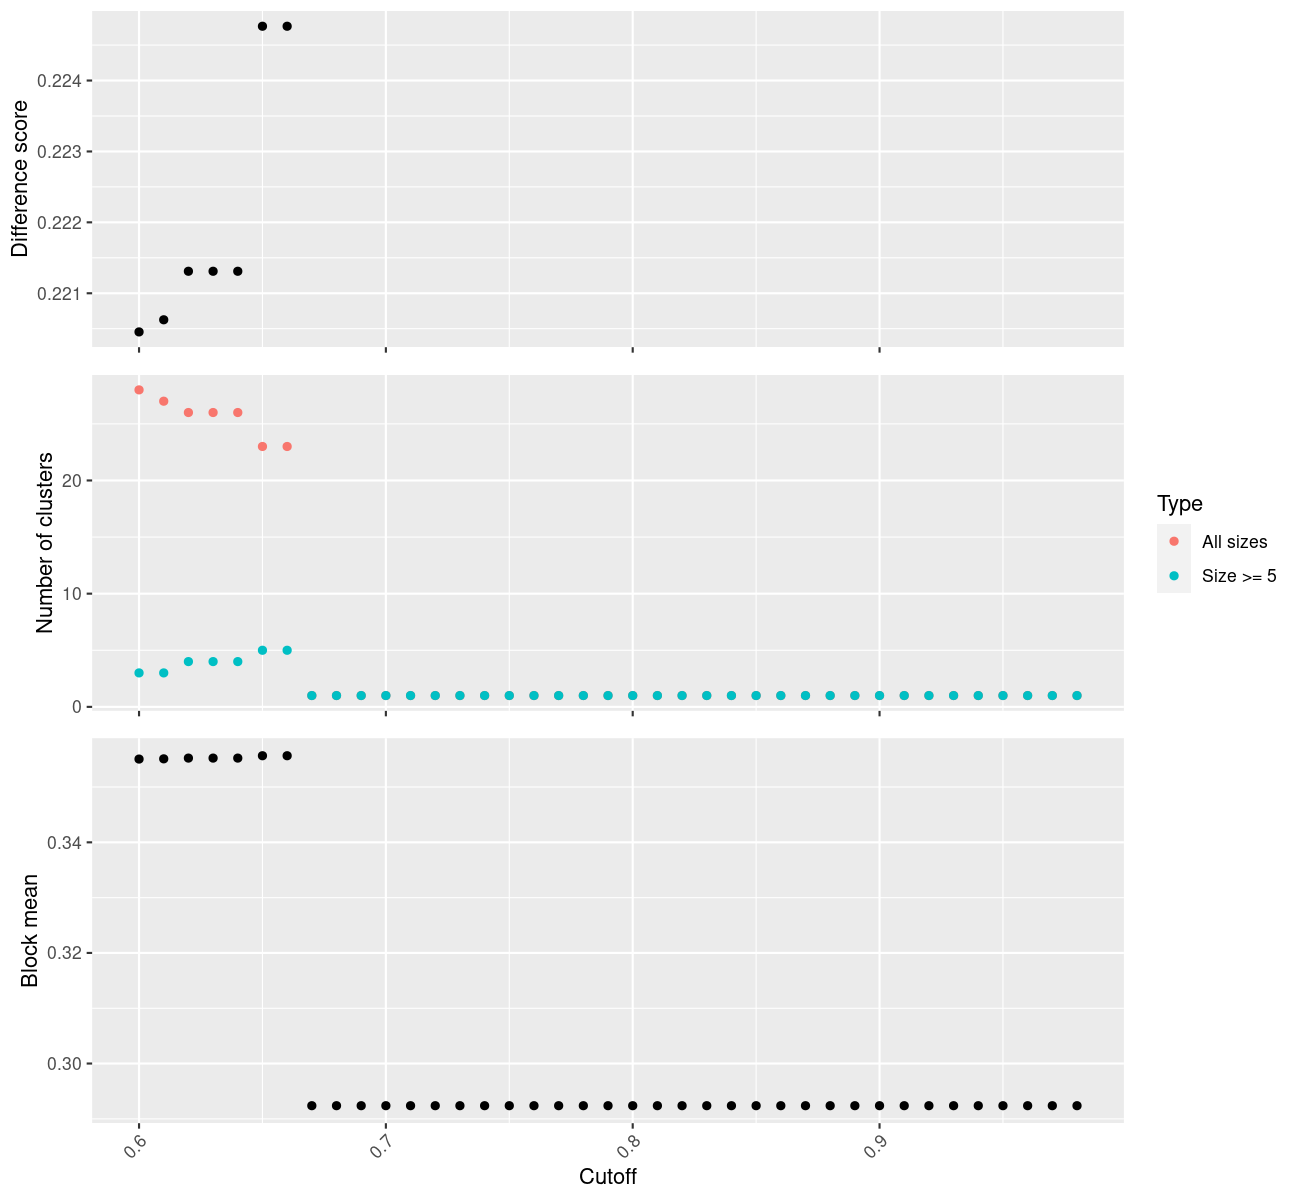 Difference score
0.224
0.223
0.222
0.221
Number of clusters
20
10
0
Type
All sizes
Size >= 5
Block mean
0.34
0.32
0.30
0.6
0.7
0.8
0.9
Cutoff